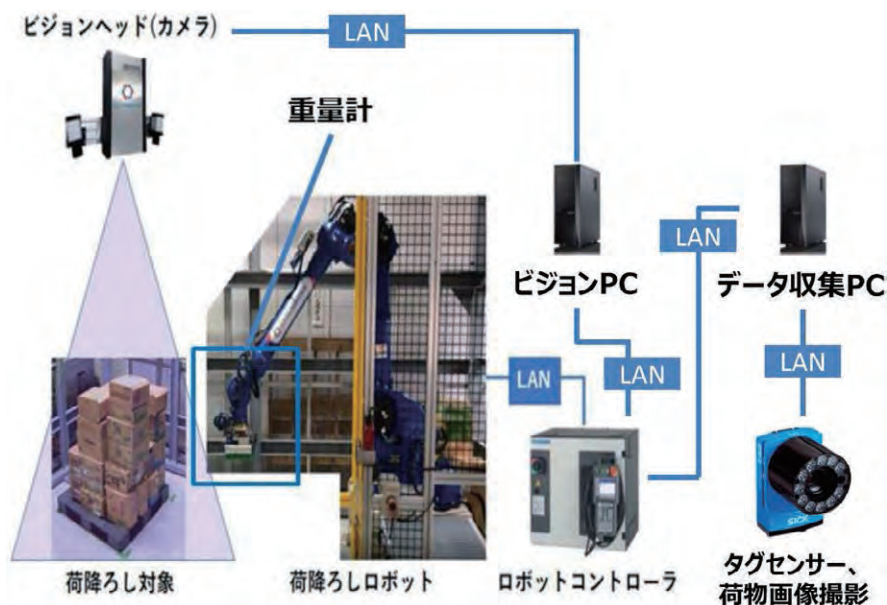 ビジョンヘッド(カメラ)
LAN
重量計
LAN
ビジョンPC
データ収集PC
LAN
LAN
LAN
SICK
荷降ろし対象
荷降ろしロボット
ロボットコントローラ
タグセンサー、
荷物画像撮影